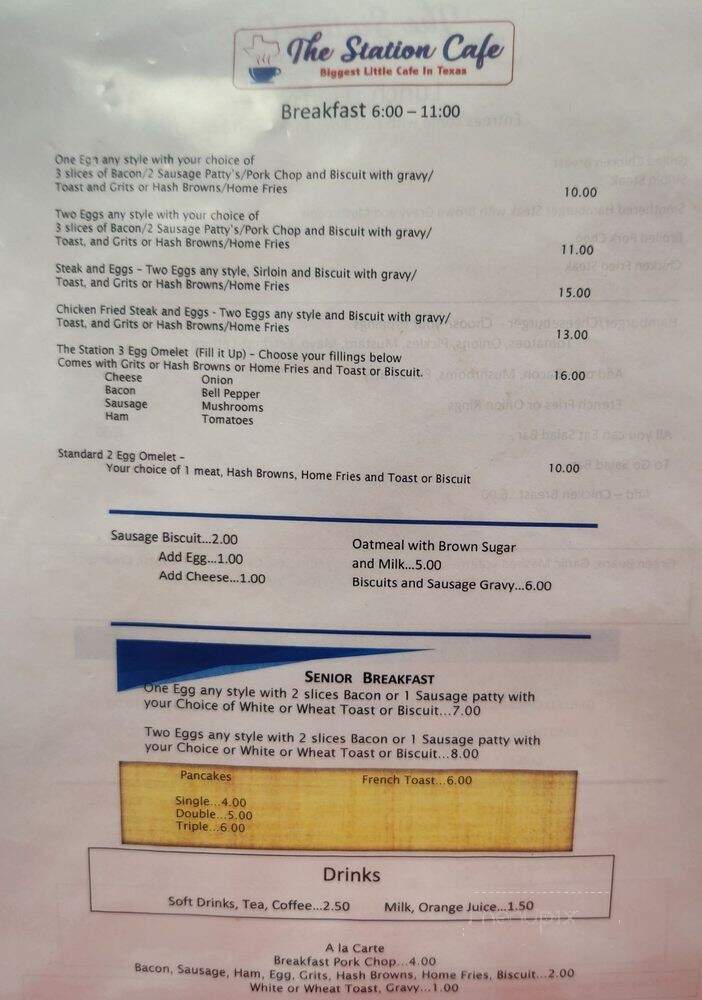 The Station Cafe
Biggest Little Cafe In Texas
Breakfast 6:00 – 11:00
One Egg any style with your choice of
3 slices of Bacon/2 Sausage Patty's/Pork Chop and Biscuit with gravy/
Toast and Grits or Hash Browns/Home Fries 10.00
Two Eggs any style with your choice of
3 slices of Bacon/2 Sausage Patty's/Pork Chop and Biscuit with gravy/
Toast, and Grits or Hash Browns/Home Fries 11.00
Steak and Eggs – Two Eggs any style, Sirloin and Biscuit with gravy/
Toast, and Grits or Hash Browns/Home Fries 15.00
Chicken Fried Steak and Eggs - Two Eggs any style and Biscuit with gravy/
Toast, and Grits or Hash Browns/Home Fries 13.00
The Station 3 Egg Omelet (Fill it Up) – Choose your fillings below
Comes with Grits or Hash Browns or Home Fries and Toast or Biscuit. 16.00
Cheese Onion
Bacon Bell Pepper
Sausage Mushrooms
Ham Tomatoes
Standard 2 Egg Omelet –
Your choice of 1 meat, Hash Browns, Home Fries and Toast or Biscuit 10.00
Sausage Biscuit...2.00
Add Egg...1.00
Add Cheese...1.00
Oatmeal with Brown Sugar
and Milk...5.00
Biscuits and Sausage Gravy...6.00
SENIOR BREAKFAST
One Egg any style with 2 slices Bacon or 1 Sausage patty with
your Choice of White or Wheat Toast or Biscuit...7.00
Two Eggs any style with 2 slices Bacon or 1 Sausage patty with
your Choice or White or Wheat Toast or Biscuit...8.00
Pancakes French Toast...6.00
Single...4.00
Double...5.00
Triple...6.00
Drinks
Soft Drinks, Tea, Coffee...2.50 Milk, Orange Juice...1.50
A la Carte
Breakfast Pork Chop...4.00
Bacon, Sausage, Ham, Egg, Grits, Hash Browns, Home Fries, Biscuit...2.00
White or Wheat Toast, Gravy...1.00